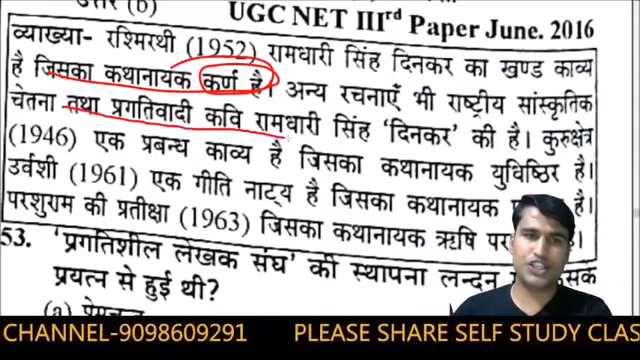 उत्तर (b)
UGC NET IIIrd Paper June. 2016
व्याख्या- रश्मिरथी (1952) रामधारी सिंह दिनकर का खण्ड काव्य
है जिसका कथानायक कर्ण है। अन्य रचनाएँ भी राष्ट्रीय सांस्कृतिक
चेतना तथा प्रगतिवादी कवि रामधारी सिंह 'दिनकर' की है। कुरुक्षेत्र
(1946) एक प्रबन्ध काव्य है जिसका कथानायक युविष्ठिर है।
उर्वशी (1961) एक गीति नाट्य है जिसका कथानायक है।
परशुराम की प्रतीक्षा (1963) जिसका कथानायक ऋषि
53. 'प्रगतिशील लेखक संघ' की स्थापना लन्दन
प्रयत्न से हुई थी?
(a)
CHANNEL-9098609291 PLEASE SHARE SELF STUDY CLAS